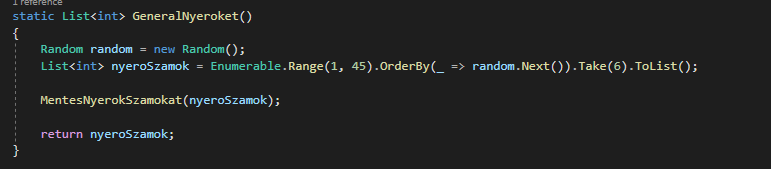 1 reference
static List<int> GeneralNyeroket()
{
Random random = new Random();
List<int> nyeroSzamok = Enumerable.Range(1, 45).OrderBy(_ => random.Next()).Take(6).ToList();
MentesNyerokSzamokat(nyeroSzamok);
return nyeroSzamok;
}